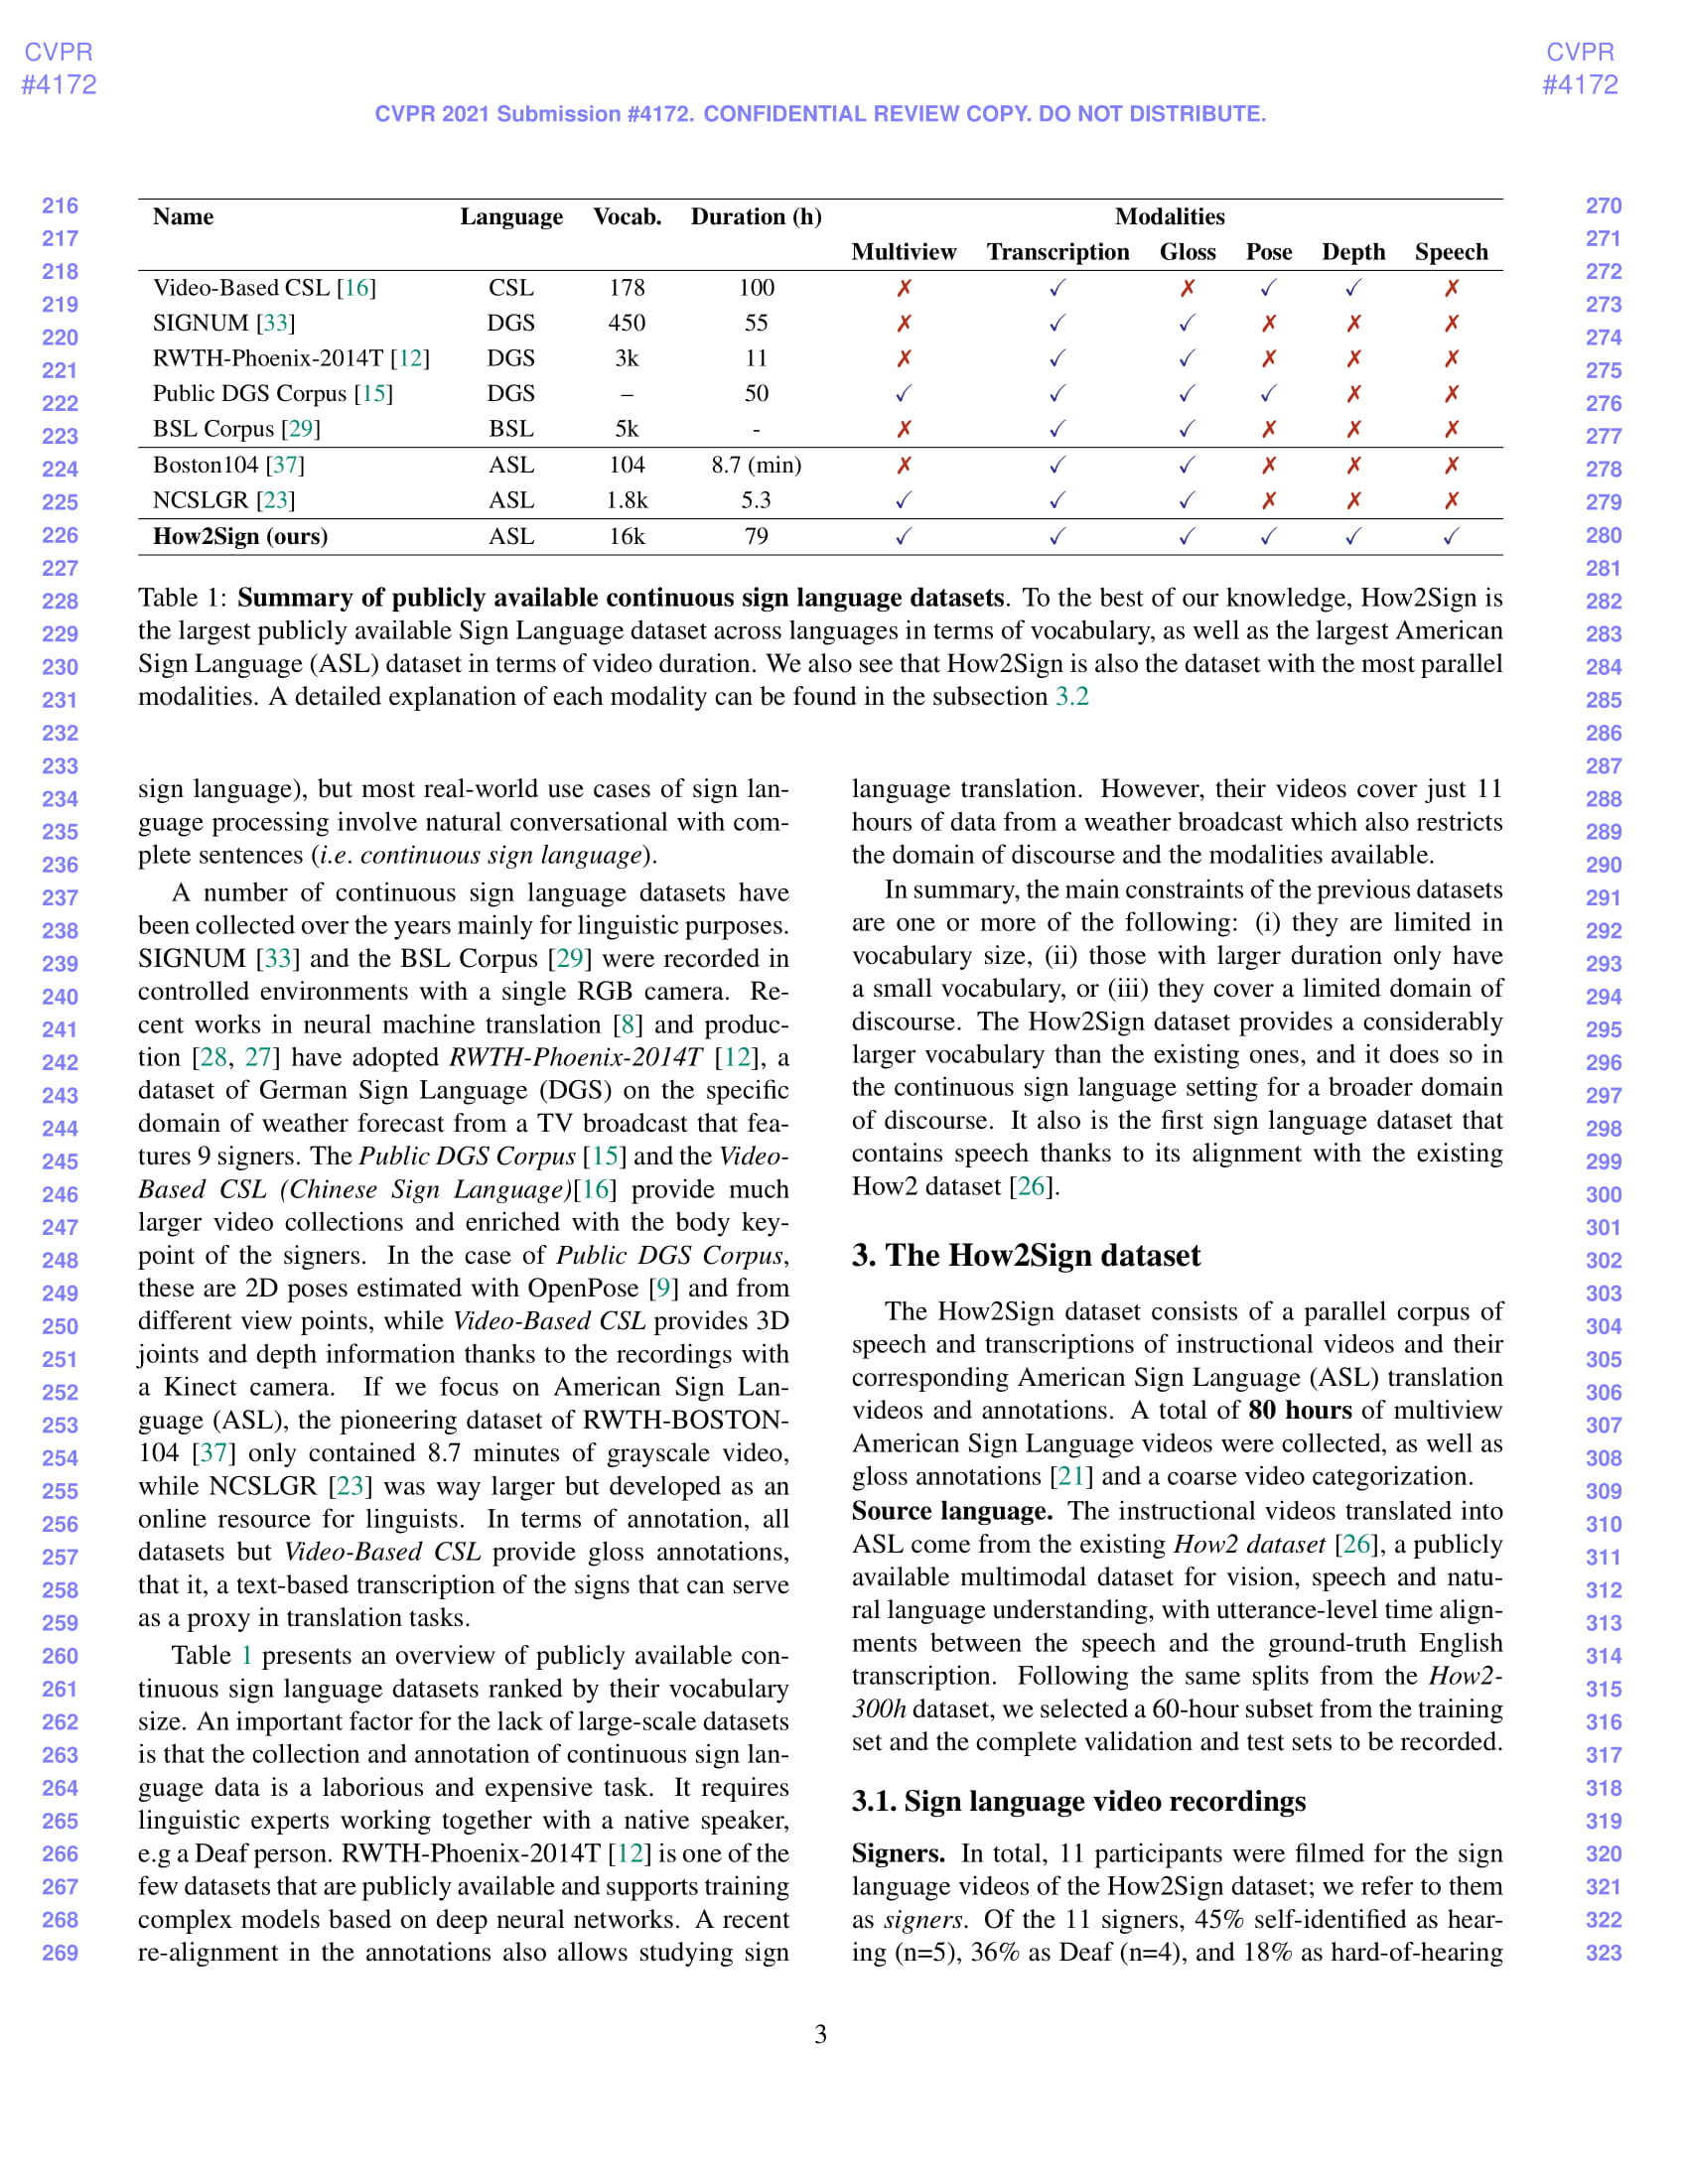 CVPR
#4172
CVPR
#4172
CVPR 2021 Submission #4172. CONFIDENTIAL REVIEW COPY. DO NOT DISTRIBUTE.
Name Language Vocab. Duration (h) Modalities
Multiview Transcription Gloss Pose Depth Speech
Video-Based CSL [16] CSL 178 100 ✗ ✓ ✗ ✓ ✓ ✗
SIGNUM [33] DGS 450 55 ✗ ✓ ✓ ✗ ✗ ✗
RWTH-Phoenix-2014T [12] DGS 3k 11 ✗ ✓ ✓ ✗ ✗ ✗
Public DGS Corpus [15] DGS – 50 ✓ ✓ ✓ ✓ ✗ ✗
BSL Corpus [29] BSL 5k - ✗ ✓ ✓ ✗ ✗ ✗
Boston104 [37] ASL 104 8.7 (min) ✗ ✓ ✓ ✗ ✗ ✗
NCSLGR [23] ASL 1.8k 5.3 ✓ ✓ ✓ ✗ ✗ ✗
How2Sign (ours) ASL 16k 79 ✓ ✓ ✓ ✓ ✓ ✓
Table 1: Summary of publicly available continuous sign language datasets. To the best of our knowledge, How2Sign is
the largest publicly available Sign Language dataset across languages in terms of vocabulary, as well as the largest American
Sign Language (ASL) dataset in terms of video duration. We also see that How2Sign is also the dataset with the most parallel
modalities. A detailed explanation of each modality can be found in the subsection 3.2
sign language), but most real-world use cases of sign lan-
guage processing involve natural conversational with com-
plete sentences (i.e. continuous sign language).
A number of continuous sign language datasets have
been collected over the years mainly for linguistic purposes.
SIGNUM [33] and the BSL Corpus [29] were recorded in
controlled environments with a single RGB camera. Re-
cent works in neural machine translation [8] and produc-
tion [28, 27] have adopted RWTH-Phoenix-2014T [12], a
dataset of German Sign Language (DGS) on the specific
domain of weather forecast from a TV broadcast that fea-
tures 9 signers. The Public DGS Corpus [15] and the Video-
Based CSL (Chinese Sign Language)[16] provide much
larger video collections and enriched with the body key-
point of the signers. In the case of Public DGS Corpus,
these are 2D poses estimated with OpenPose [9] and from
different view points, while Video-Based CSL provides 3D
joints and depth information thanks to the recordings with
a Kinect camera. If we focus on American Sign Lan-
guage (ASL), the pioneering dataset of RWTH-BOSTON-
104 [37] only contained 8.7 minutes of grayscale video,
while NCSLGR [23] was way larger but developed as an
online resource for linguists. In terms of annotation, all
datasets but Video-Based CSL provide gloss annotations,
that it, a text-based transcription of the signs that can serve
as a proxy in translation tasks.
Table 1 presents an overview of publicly available con-
tinuous sign language datasets ranked by their vocabulary
size. An important factor for the lack of large-scale datasets
is that the collection and annotation of continuous sign lan-
guage data is a laborious and expensive task. It requires
linguistic experts working together with a native speaker,
e.g a Deaf person. RWTH-Phoenix-2014T [12] is one of the
few datasets that are publicly available and supports training
complex models based on deep neural networks. A recent
re-alignment in the annotations also allows studying sign
language translation. However, their videos cover just 11
hours of data from a weather broadcast which also restricts
the domain of discourse and the modalities available.
In summary, the main constraints of the previous datasets
are one or more of the following: (i) they are limited in
vocabulary size, (ii) those with larger duration only have
a small vocabulary, or (iii) they cover a limited domain of
discourse. The How2Sign dataset provides a considerably
larger vocabulary than the existing ones, and it does so in
the continuous sign language setting for a broader domain
of discourse. It also is the first sign language dataset that
contains speech thanks to its alignment with the existing
How2 dataset [26].
3. The How2Sign dataset
The How2Sign dataset consists of a parallel corpus of
speech and transcriptions of instructional videos and their
corresponding American Sign Language (ASL) translation
videos and annotations. A total of 80 hours of multiview
American Sign Language videos were collected, as well as
gloss annotations [21] and a coarse video categorization.
Source language. The instructional videos translated into
ASL come from the existing How2 dataset [26], a publicly
available multimodal dataset for vision, speech and natu-
ral language understanding, with utterance-level time align-
ments between the speech and the ground-truth English
transcription. Following the same splits from the How2-
300h dataset, we selected a 60-hour subset from the training
set and the complete validation and test sets to be recorded.
3.1. Sign language video recordings
Signers. In total, 11 participants were filmed for the sign
language videos of the How2Sign dataset; we refer to them
as signers. Of the 11 signers, 45% self-identified as hear-
ing (n=5), 36% as Deaf (n=4), and 18% as hard-of-hearing
216
217
218
219
220
221
222
223
224
225
226
227
228
229
230
231
232
233
234
235
236
237
238
239
240
241
242
243
244
245
246
247
248
249
250
251
252
253
254
255
256
257
258
259
260
261
262
263
264
265
266
267
268
269
270
271
272
273
274
275
276
277
278
279
280
281
282
283
284
285
286
287
288
289
290
291
292
293
294
295
296
297
298
299
300
301
302
303
304
305
306
307
308
309
310
311
312
313
314
315
316
317
318
319
320
321
322
323
3